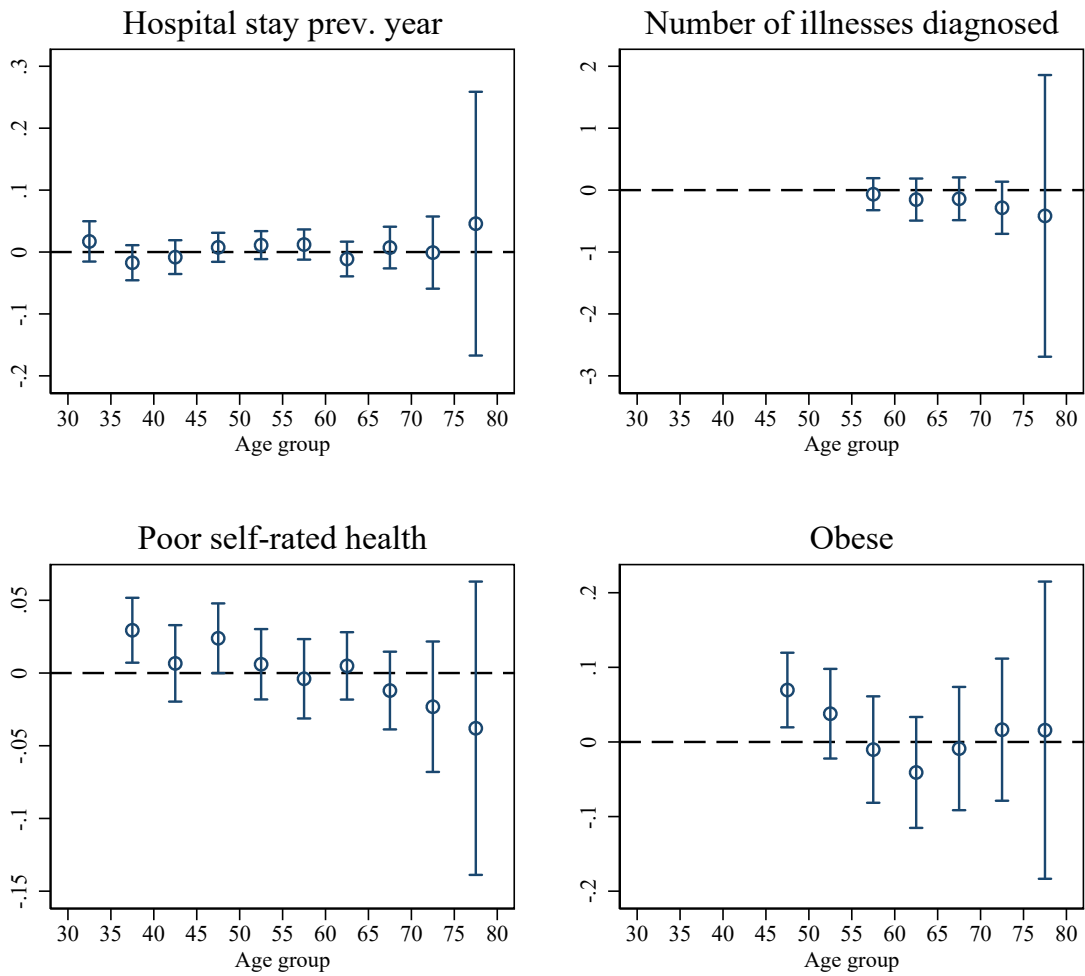 Hospital stay prev. year
.3
.2
.1
0
-.1
-.2
30 35 40 45 50 55 60 65 70 75 80
Age group
Number of illnesses diagnosed
2
1
0
-1
-2
-3
30 35 40 45 50 55 60 65 70 75 80
Age group
Poor self-rated health
.05
0
-.05
-.1
-.15
30 35 40 45 50 55 60 65 70 75 80
Age group
Obese
.2
.1
0
-.1
-.2
30 35 40 45 50 55 60 65 70 75 80
Age group